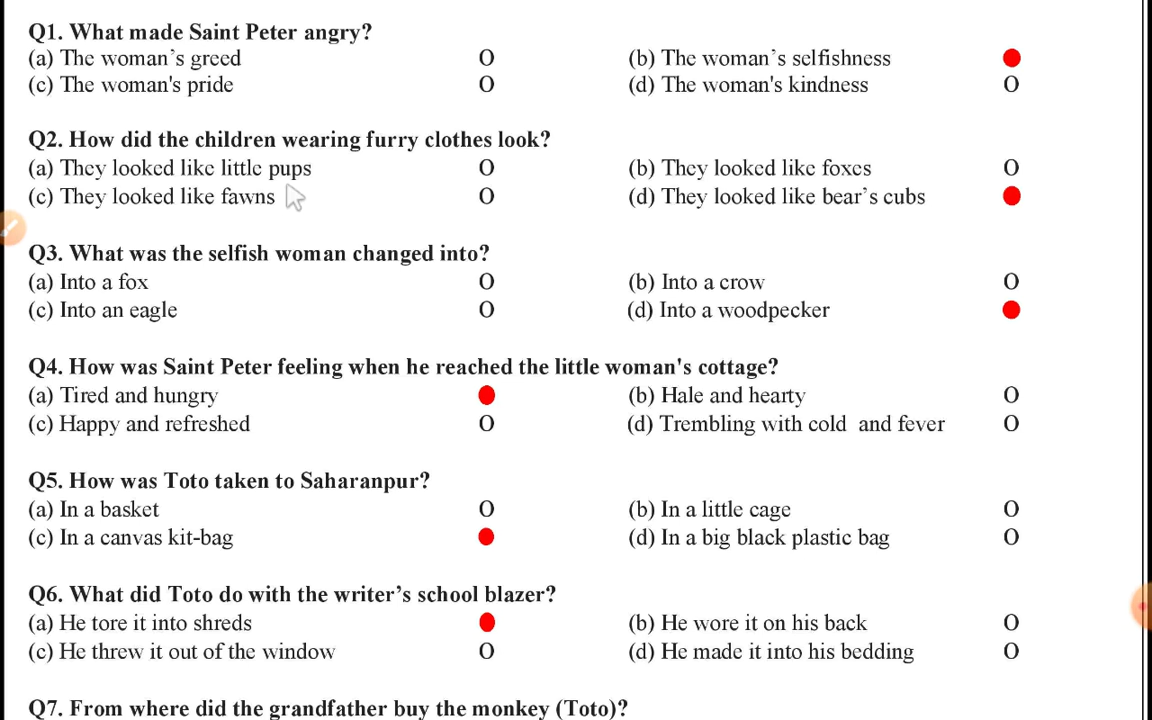 Q1. What made Saint Peter angry?
(a) The woman's greed O (b) The woman's selfishness
(c) The woman's pride O (d) The woman's kindness O
Q2. How did the children wearing furry clothes look?
(a) They looked like little pups O (b) They looked like foxes O
(c) They looked like fawns O (d) They looked like bear's cubs
Q3. What was the selfish woman changed into?
(a) Into a fox O (b) Into a crow O
(c) Into an eagle O (d) Into a woodpecker
Q4. How was Saint Peter feeling when he reached the little woman's cottage?
(a) Tired and hungry (b) Hale and hearty O
(c) Happy and refreshed O (d) Trembling with cold and fever O
Q5. How was Toto taken to Saharanpur?
(a) In a basket O (b) In a little cage O
(c) In a canvas kit-bag (d) In a big black plastic bag O
Q6. What did Toto do with the writer's school blazer?
(a) He tore it into shreds (b) He wore it on his back O
(c) He threw it out of the window O (d) He made it into his bedding O
Q7. From where did the grandfather buy the monkey (Toto)?